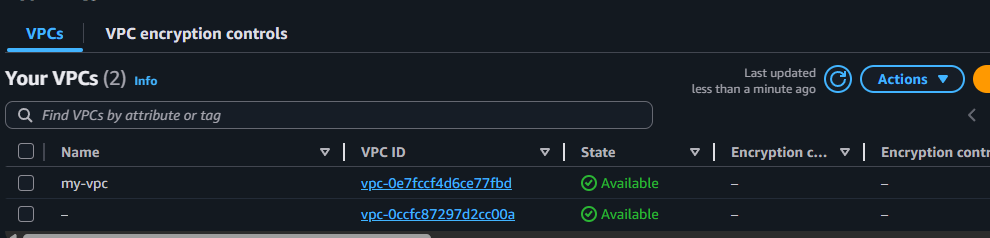 VPCs VPC encryption controls
Your VPCs (2) Info
Last updated
less than a minute ago
Actions
Find VPCs by attribute or tag
Name VPC ID State Encryption c... Encryption contr
my-vpc vpc-0e7fccf4d6ce77fbd Available – –
– vpc-0ccfc87297d2cc00a Available – –